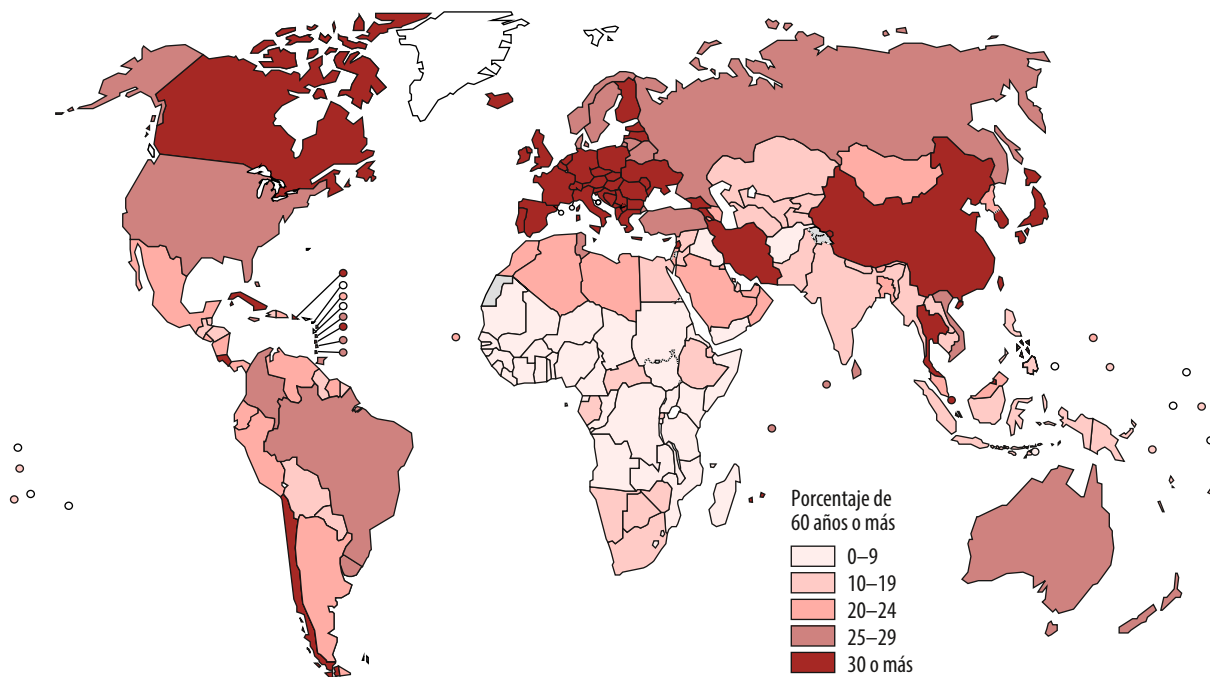 Porcentaje de
60 años o más
0–9
10–19
20–24
25–29
30 o más